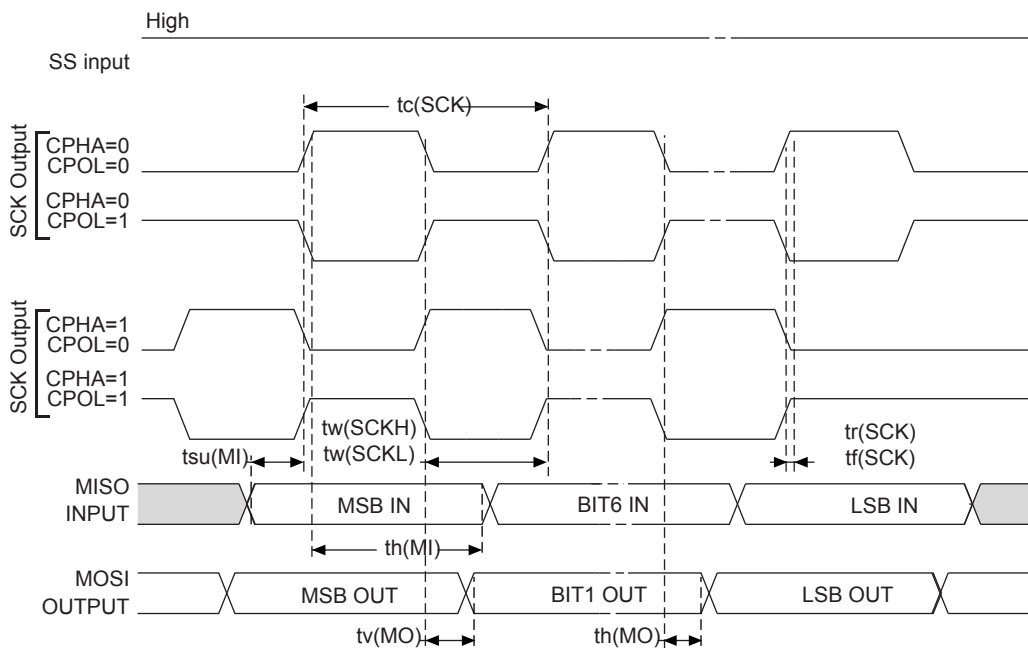 High
SS input
tc(SCK)
SCK Output
CPHA=0
CPOL=0
CPHA=0
CPOL=1
SCK Output
CPHA=1
CPOL=0
CPHA=1
CPOL=1
tsu(MI)
tw(SCKH)
tw(SCKL)
tr(SCK)
tf(SCK)
MISO
INPUT
MSB IN
BIT6 IN
LSB IN
th(MI)
MOSI
OUTPUT
MSB OUT
BIT1 OUT
LSB OUT
tv(MO)
th(MO)